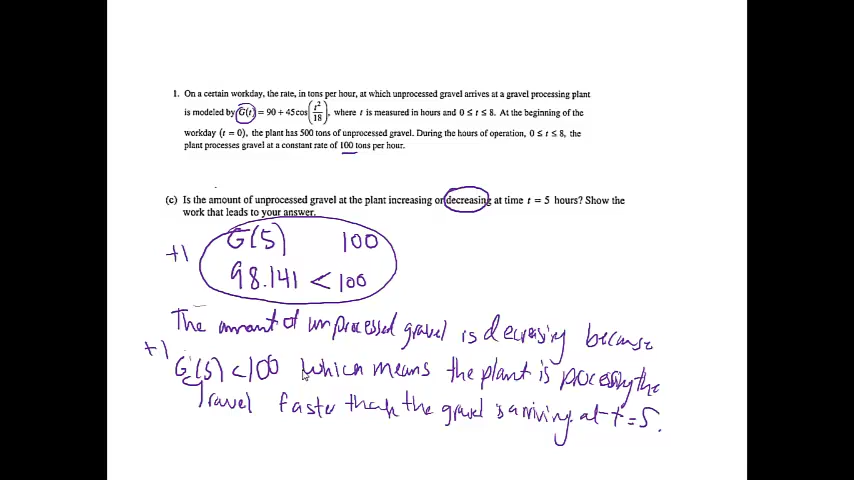 1. On a certain workday, the rate, in tons per hour, at which unprocessed gravel arrives at a gravel processing plant
is modeled by G(t) = 90 + 45cos(t²/18), where t is measured in hours and 0 ≤ t ≤ 8. At the beginning of the
workday (t = 0), the plant has 500 tons of unprocessed gravel. During the hours of operation, 0 ≤ t ≤ 8, the
plant processes gravel at a constant rate of 100 tons per hour.
(c) Is the amount of unprocessed gravel at the plant increasing or decreasing at time t = 5 hours? Show the
work that leads to your answer.
+1 G(5) 100
98.141 < 100
The amount of unprocessed gravel is decreasing because
+1 G(5) < 100 which means the plant is processing the
gravel faster than the gravel is arriving at t = 5.